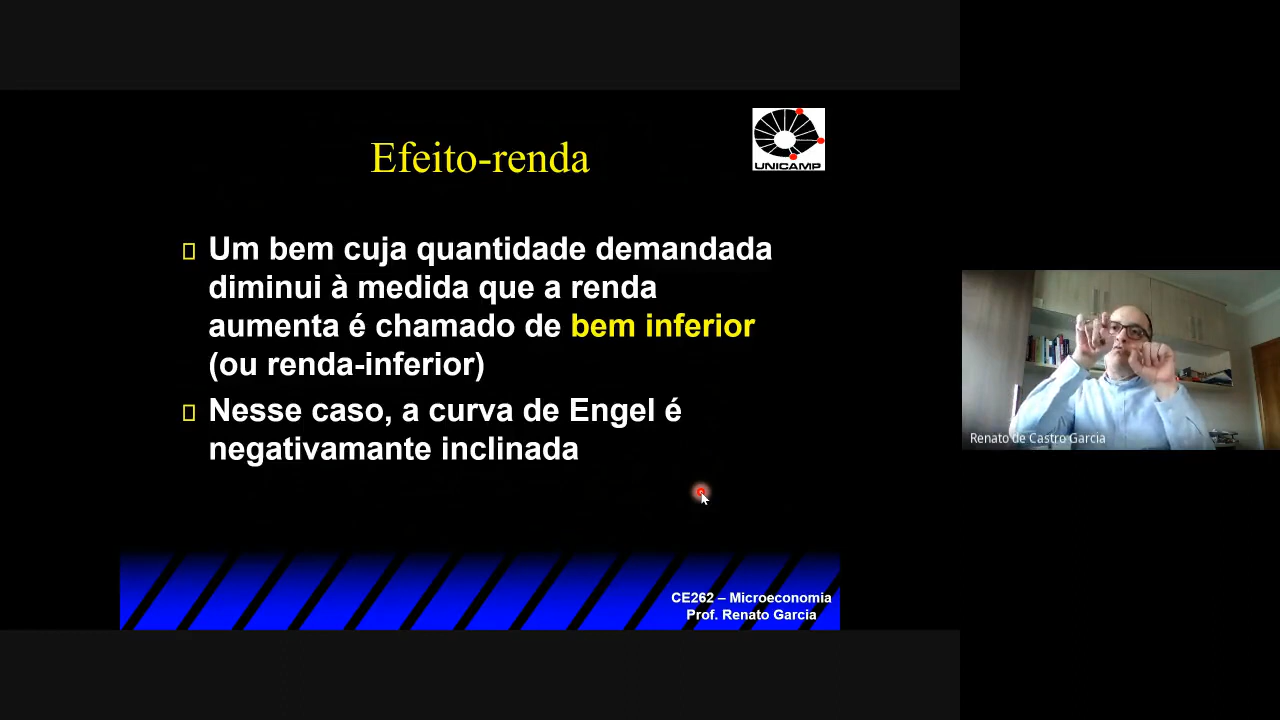 Efeito-renda
UNICAMP
Um bem cuja quantidade demandada
diminui à medida que a renda
aumenta é chamado de bem inferior
(ou renda-inferior)
Nesse caso, a curva de Engel é
negativamante inclinada
CE262 – Microeconomia
Prof. Renato Garcia
Renato de Castro Garcia